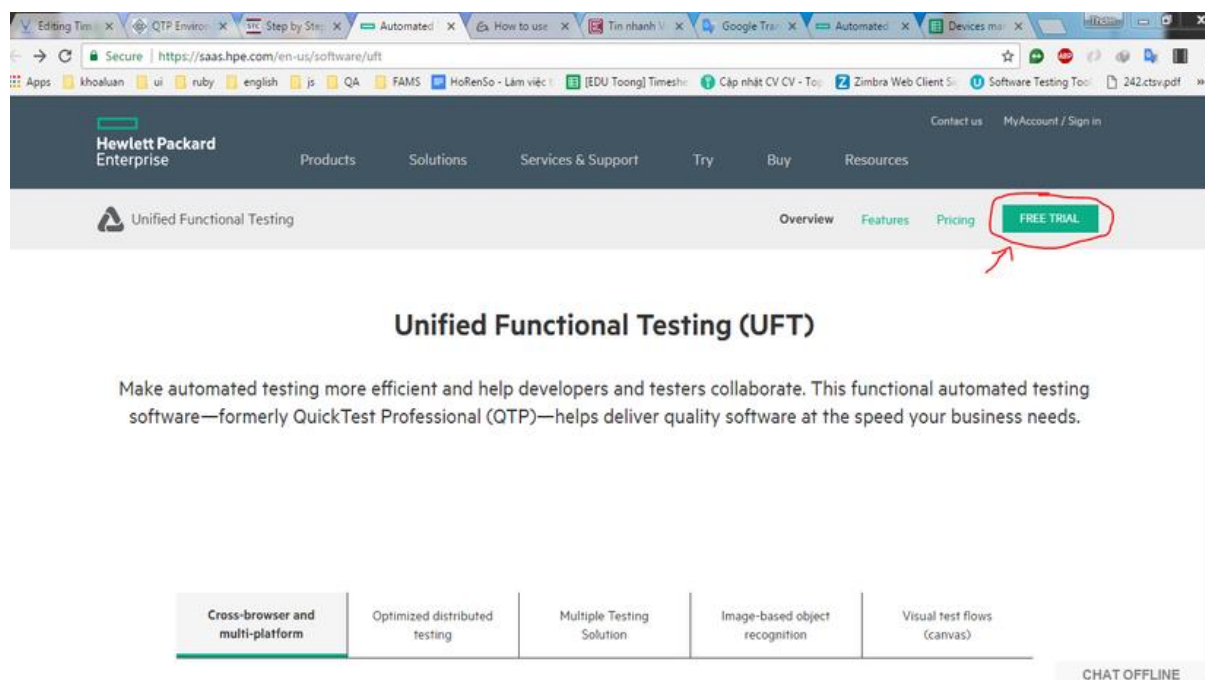 Editing Tim
QTP Environ
Step by Step
Automated
How to use
Tin nhanh V
Google Tran
Automated
Devices man
Secure | https://saas.hpe.com/en-us/software/uft
Apps khoaluan ui ruby english js QA FAMS HoRenSo - Làm việc t [EDU Toong] Timeshe Cập nhật CV CV - Top Zimbra Web Client Si Software Testing Tool 242.ctsv.pdf »
Contact us MyAccount / Sign in
Hewlett Packard
Enterprise
Products Solutions Services & Support Try Buy Resources
Unified Functional Testing
Overview Features Pricing FREE TRIAL
Unified Functional Testing (UFT)
Make automated testing more efficient and help developers and testers collaborate. This functional automated testing
software—formerly QuickTest Professional (QTP)—helps deliver quality software at the speed your business needs.
Cross-browser and
multi-platform
Optimized distributed
testing
Multiple Testing
Solution
Image-based object
recognition
Visual test flows
(canvas)
CHAT OFFLINE